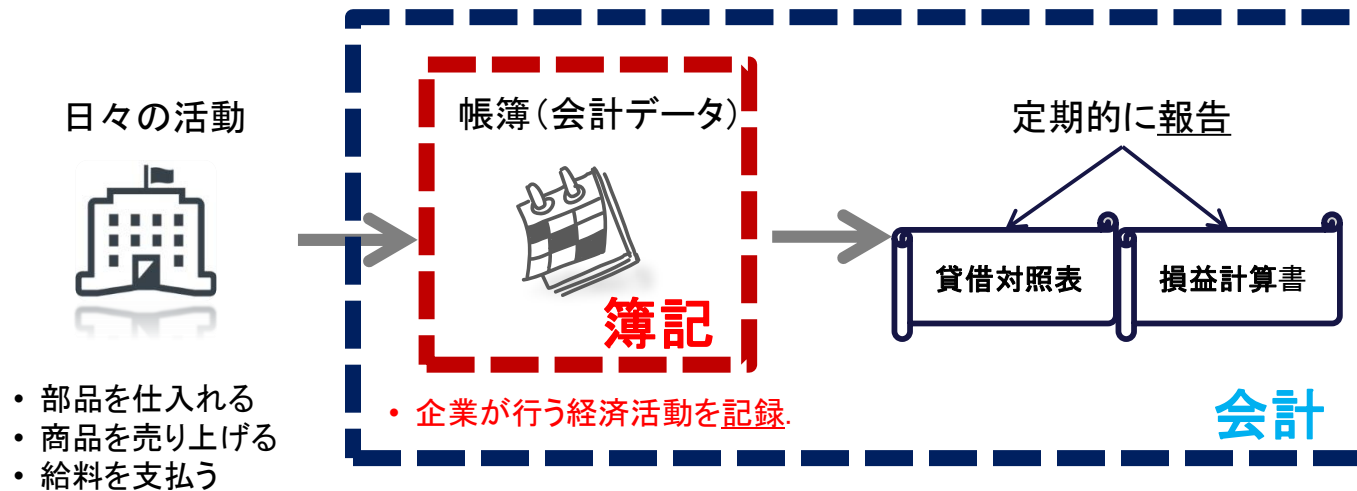 日々の活動
• 部品を仕入れる
• 商品を売り上げる
• 給料を支払う
帳簿（会計データ）
簿記
• 企業が行う経済活動を記録.
定期的に報告
貸借対照表
損益計算書
会計